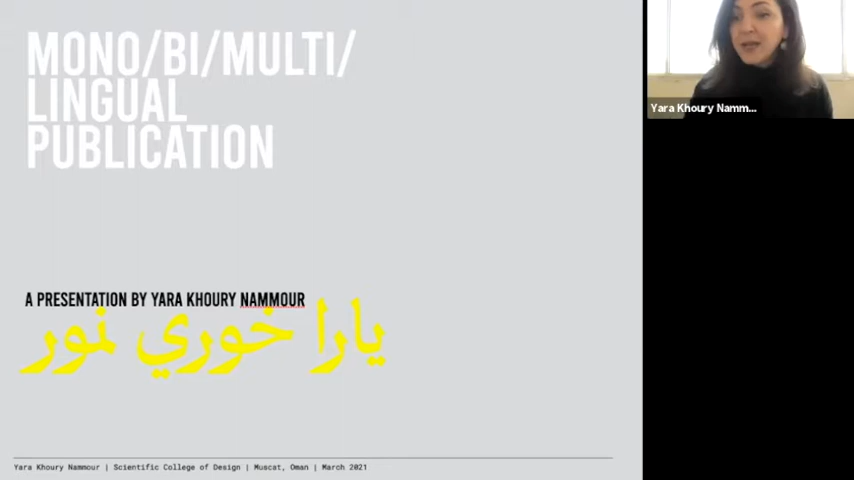 MONO/BI/MULTI/
LINGUAL
PUBLICATION
A PRESENTATION BY YARA KHOURY NAMMOUR
يارا خوري نمور
Yara Khoury Nammour | Scientific College of Design | Muscat, Oman | March 2021
Yara Khoury Namm...